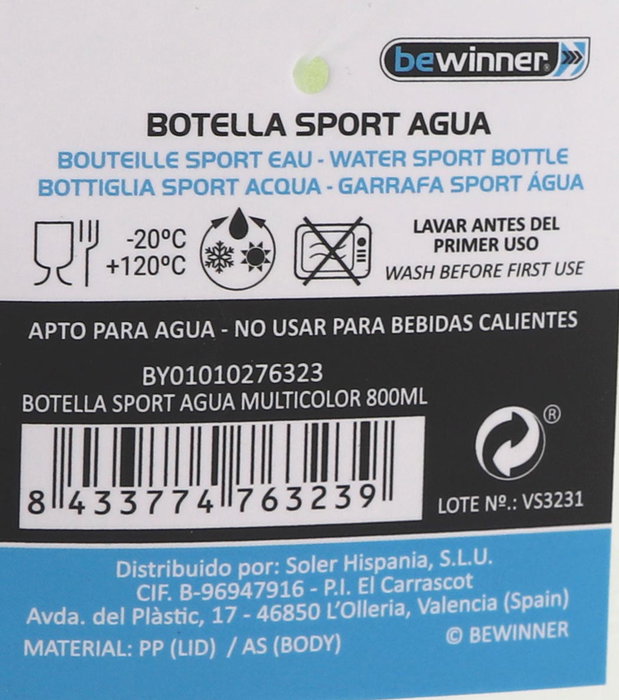 bewinner®
BOTELLA SPORT AGUA
BOUTEILLE SPORT EAU - WATER SPORT BOTTLE
BOTTIGLIA SPORT ACQUA - GARRAFA SPORT ÁGUA
-20ºC
+120ºC
LAVAR ANTES DEL
PRIMER USO
WASH BEFORE FIRST USE
APTO PARA AGUA - NO USAR PARA BEBIDAS CALIENTES
BY01010276323
BOTELLA SPORT AGUA MULTICOLOR 800ML
8 433774 763239
®
LOTE Nº.: VS3231
Distribuido por: Soler Hispania, S.L.U.
CIF. B-96947916 - P.I. El Carrascot
Avda. del Plàstic, 17 - 46850 L'Olleria, Valencia (Spain)
MATERIAL: PP (LID) / AS (BODY)
© BEWINNER